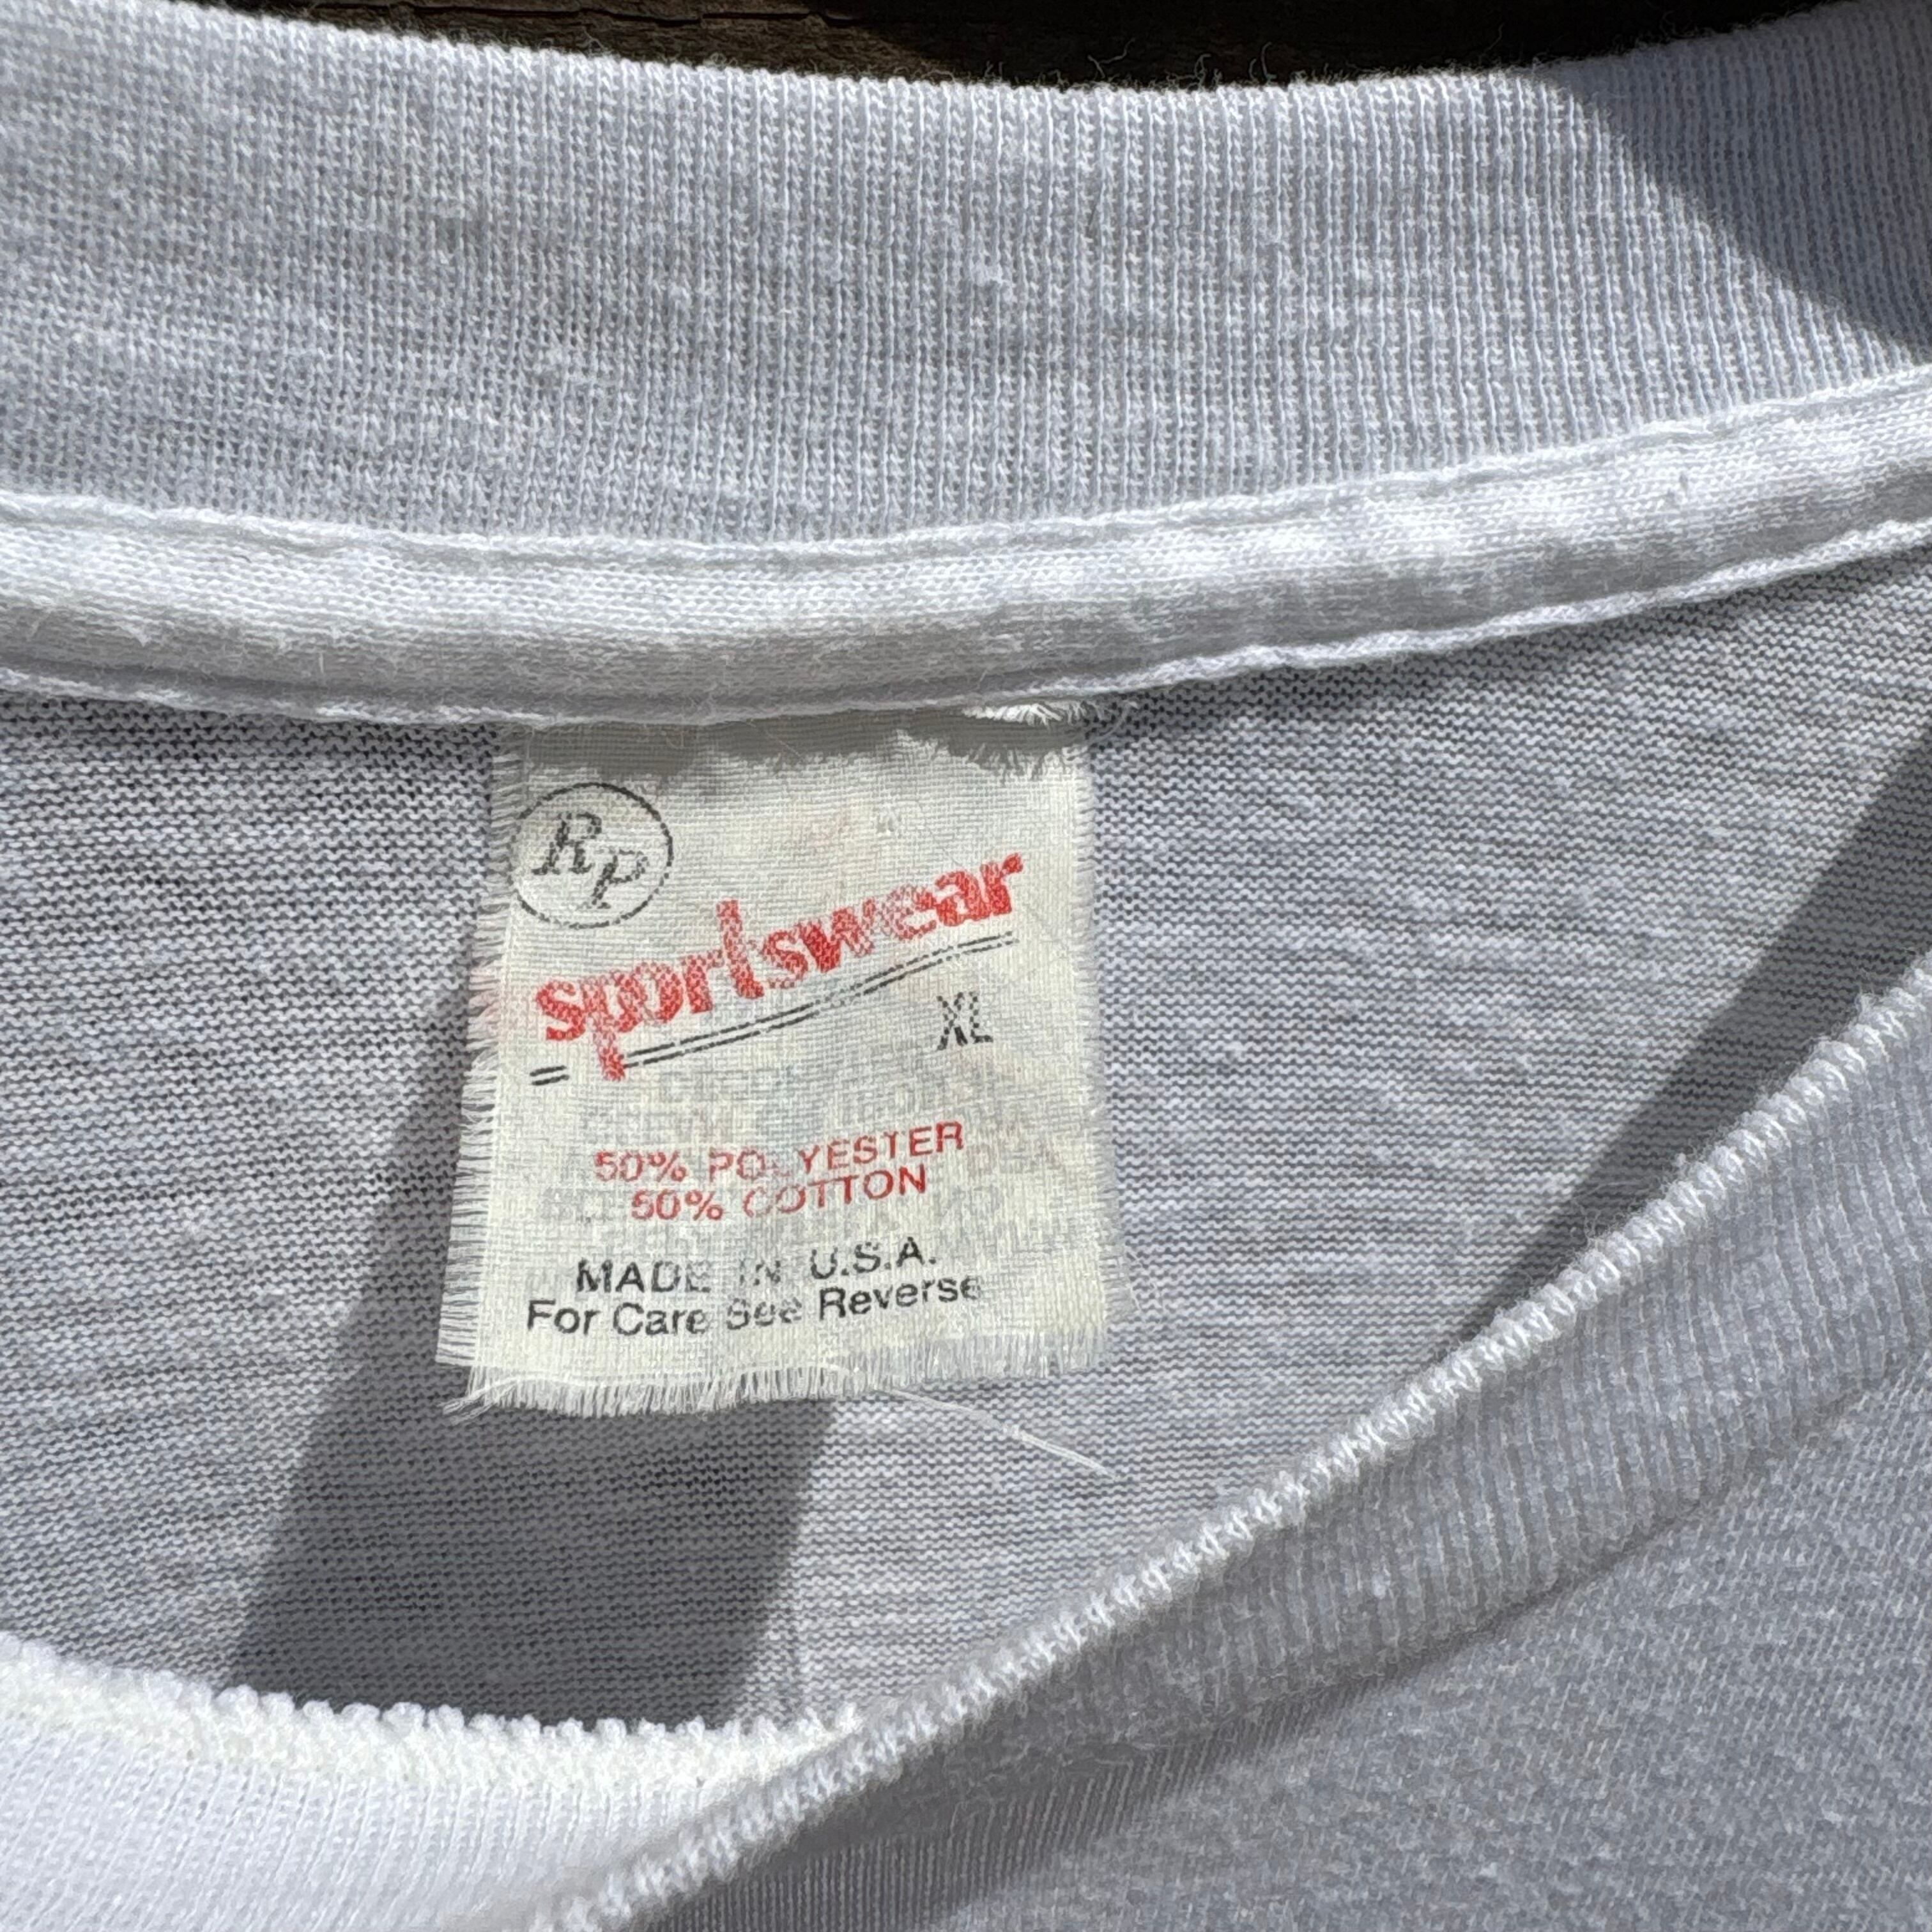 RP
sportswear
XL
50% POLYESTER
50% COTTON
MADE IN U.S.A.
For Care See Reverse